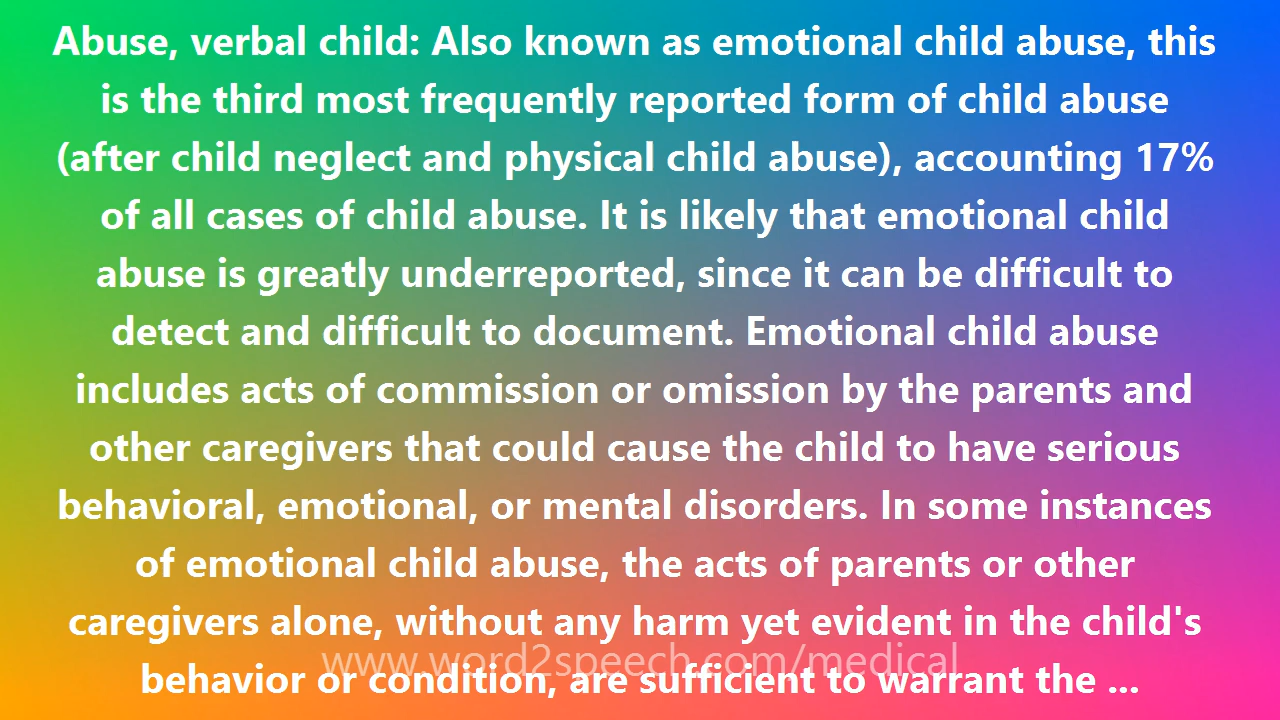 Abuse, verbal child: Also known as emotional child abuse, this
is the third most frequently reported form of child abuse
(after child neglect and physical child abuse), accounting 17%
of all cases of child abuse. It is likely that emotional child
abuse is greatly underreported, since it can be difficult to
detect and difficult to document. Emotional child abuse
includes acts of commission or omission by the parents and
other caregivers that could cause the child to have serious
behavioral, emotional, or mental disorders. In some instances
of emotional child abuse, the acts of parents or other
caregivers alone, without any harm yet evident in the child's
www.word2speech.com/medical
behavior or condition, are sufficient to warrant the ...